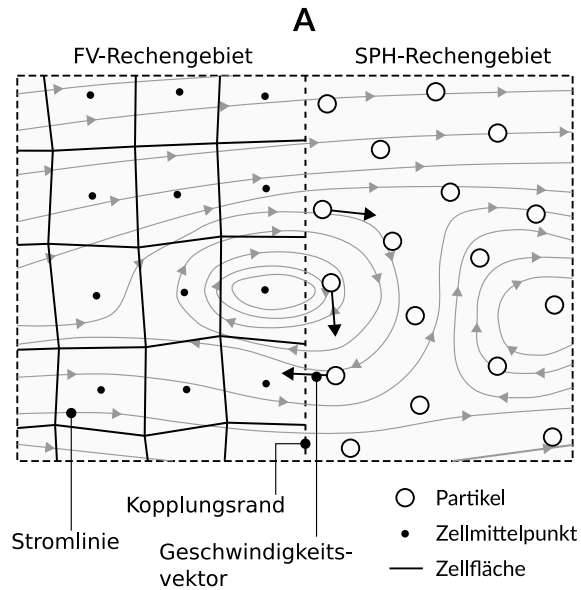 A
FV-Rechengebiet
SPH-Rechengebiet
Kopplungsrand
Stromlinie
Geschwindigkeits-
vektor
Partikel
Zellmittelpunkt
Zellfläche